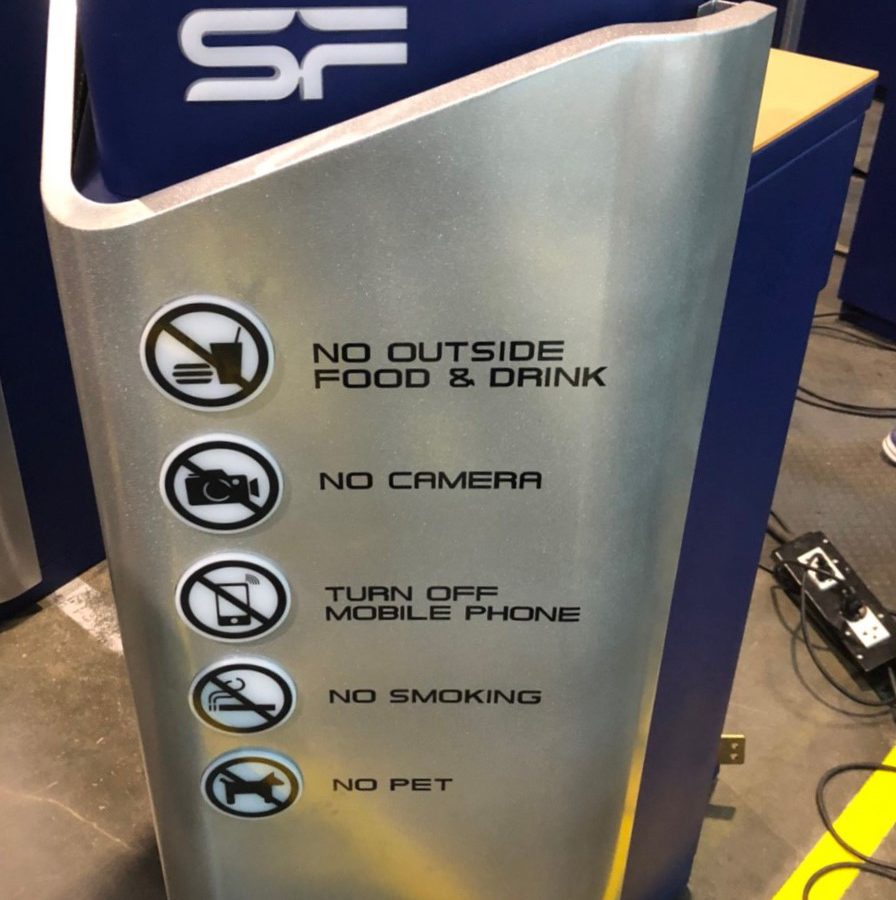 SF
NO OUTSIDE
FOOD & DRINK
NO CAMERA
TURN OFF
MOBILE PHONE
NO SMOKING
NO PET